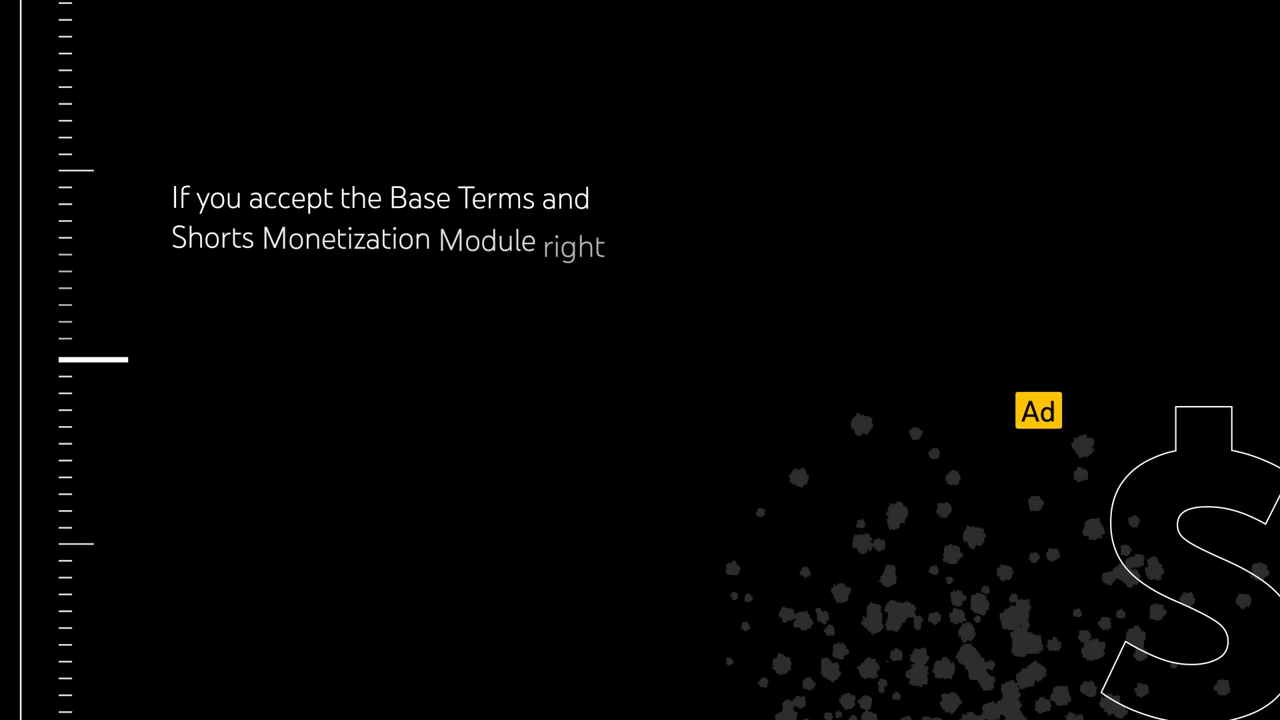 If you accept the Base Terms and
Shorts Monetization Module right
Ad
$